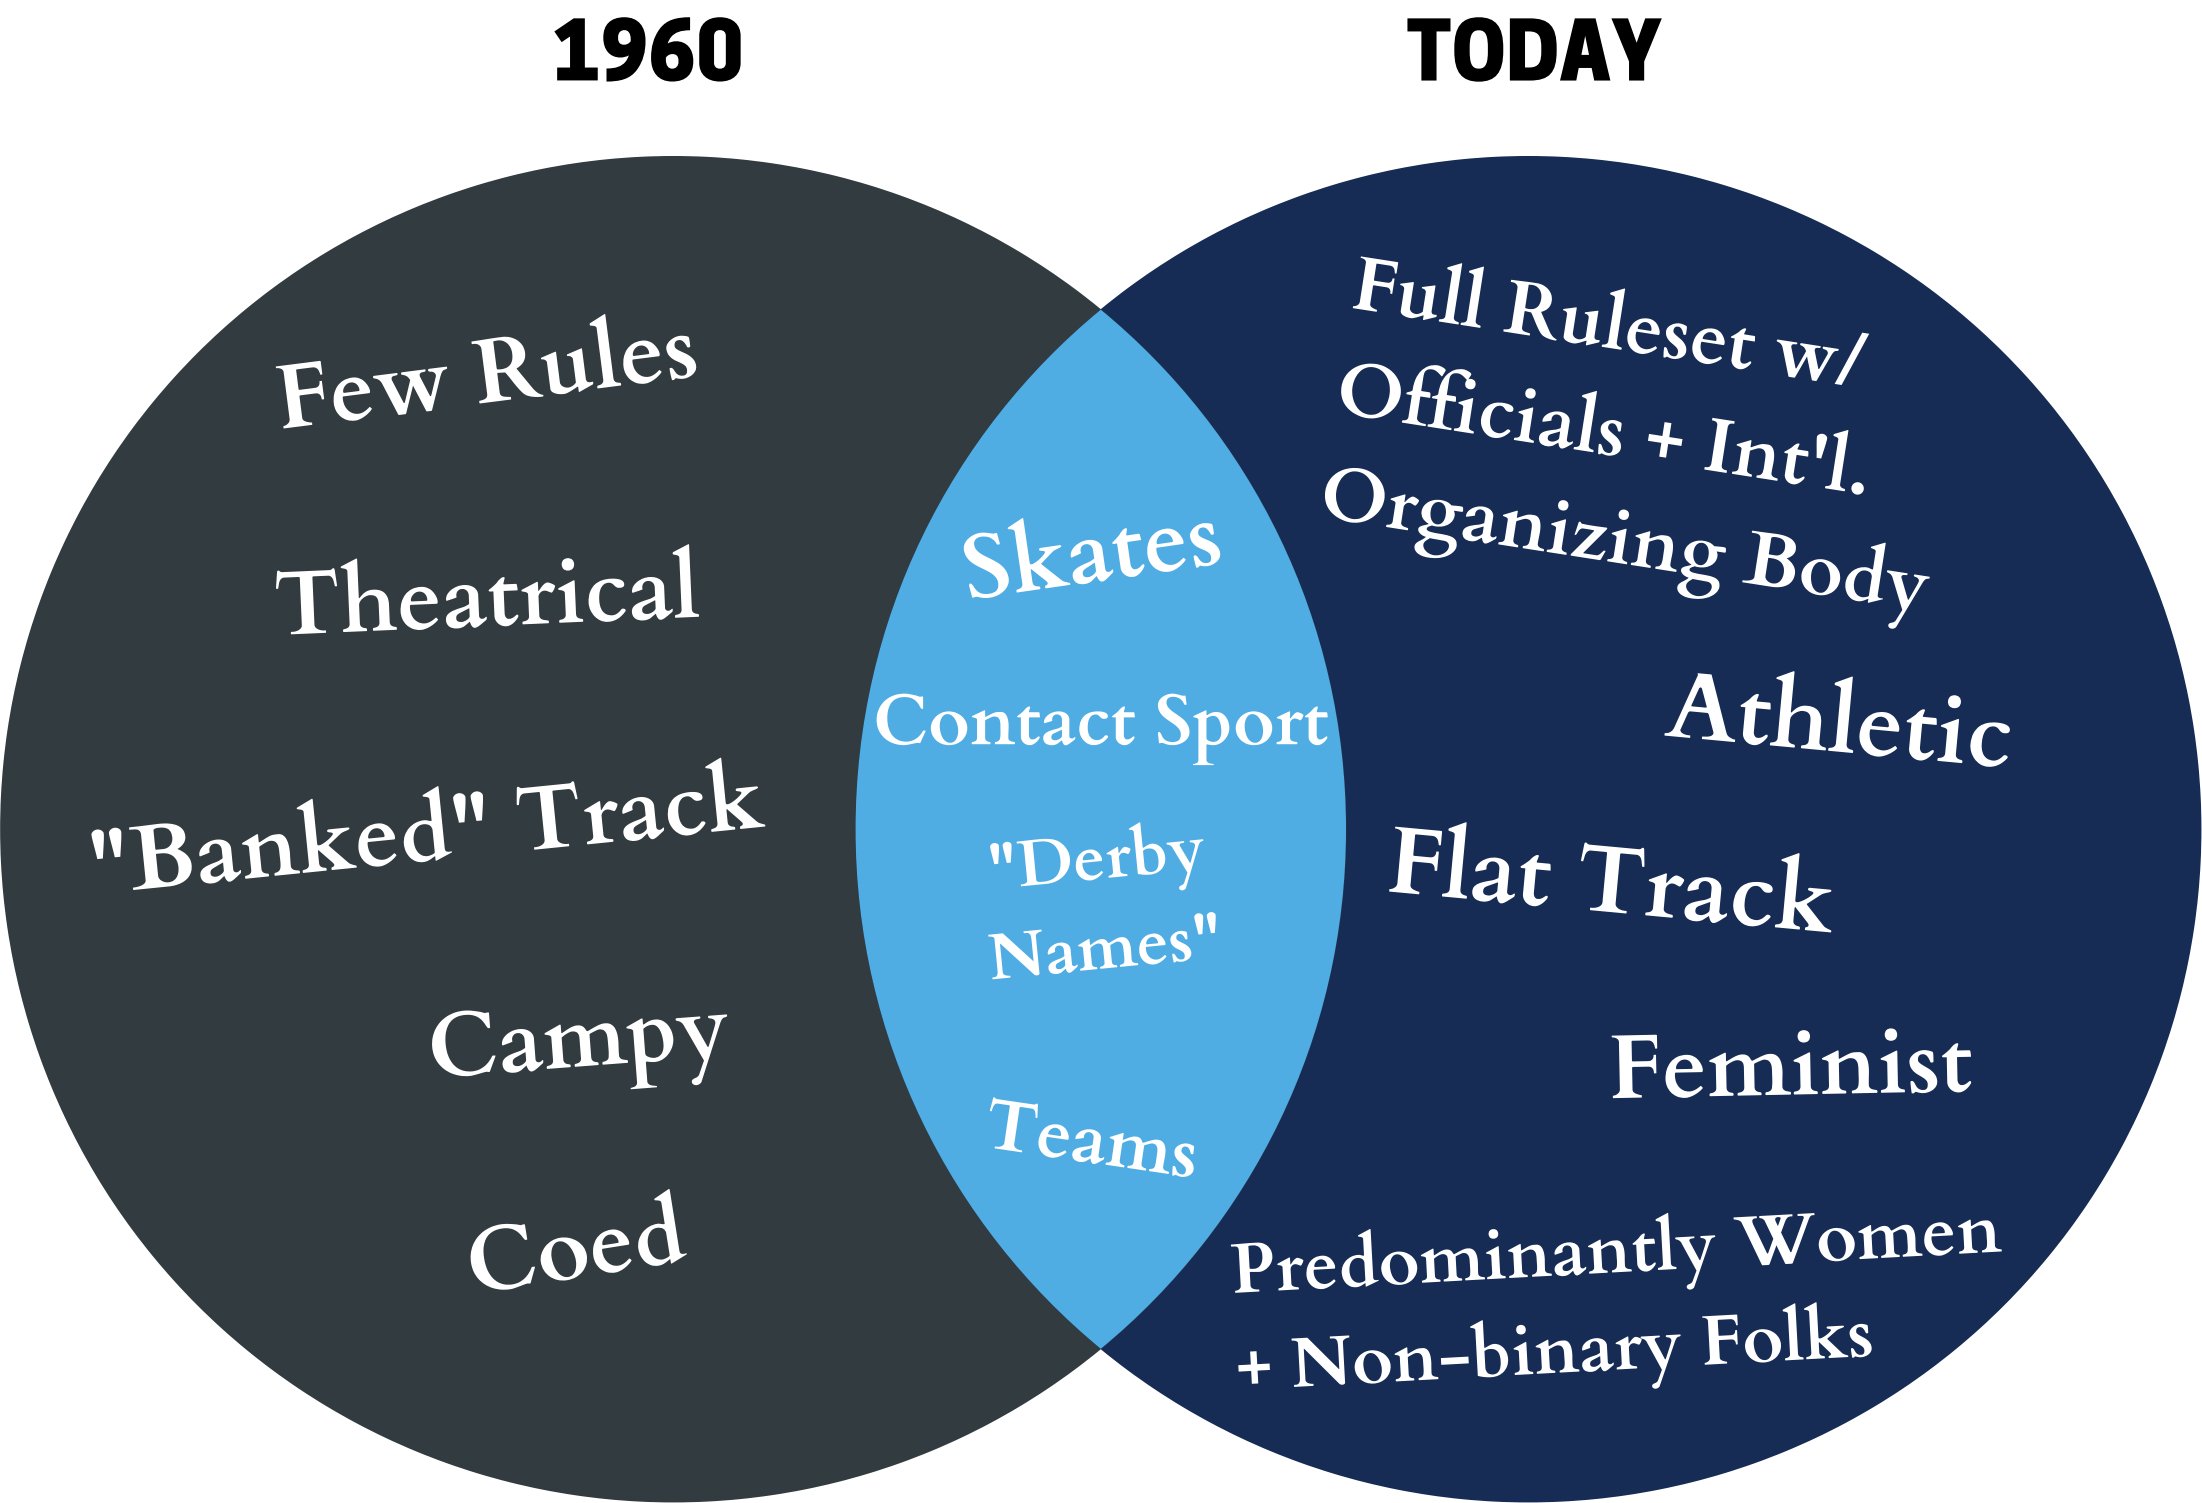 1960
TODAY
Few Rules
Theatrical
"Banked" Track
Campy
Coed
Skates
Contact Sport
"Derby
Names"
Teams
Full Ruleset w/
Officials + Int'l.
Organizing Body
Athletic
Flat Track
Feminist
Predominantly Women
+ Non-binary Folks